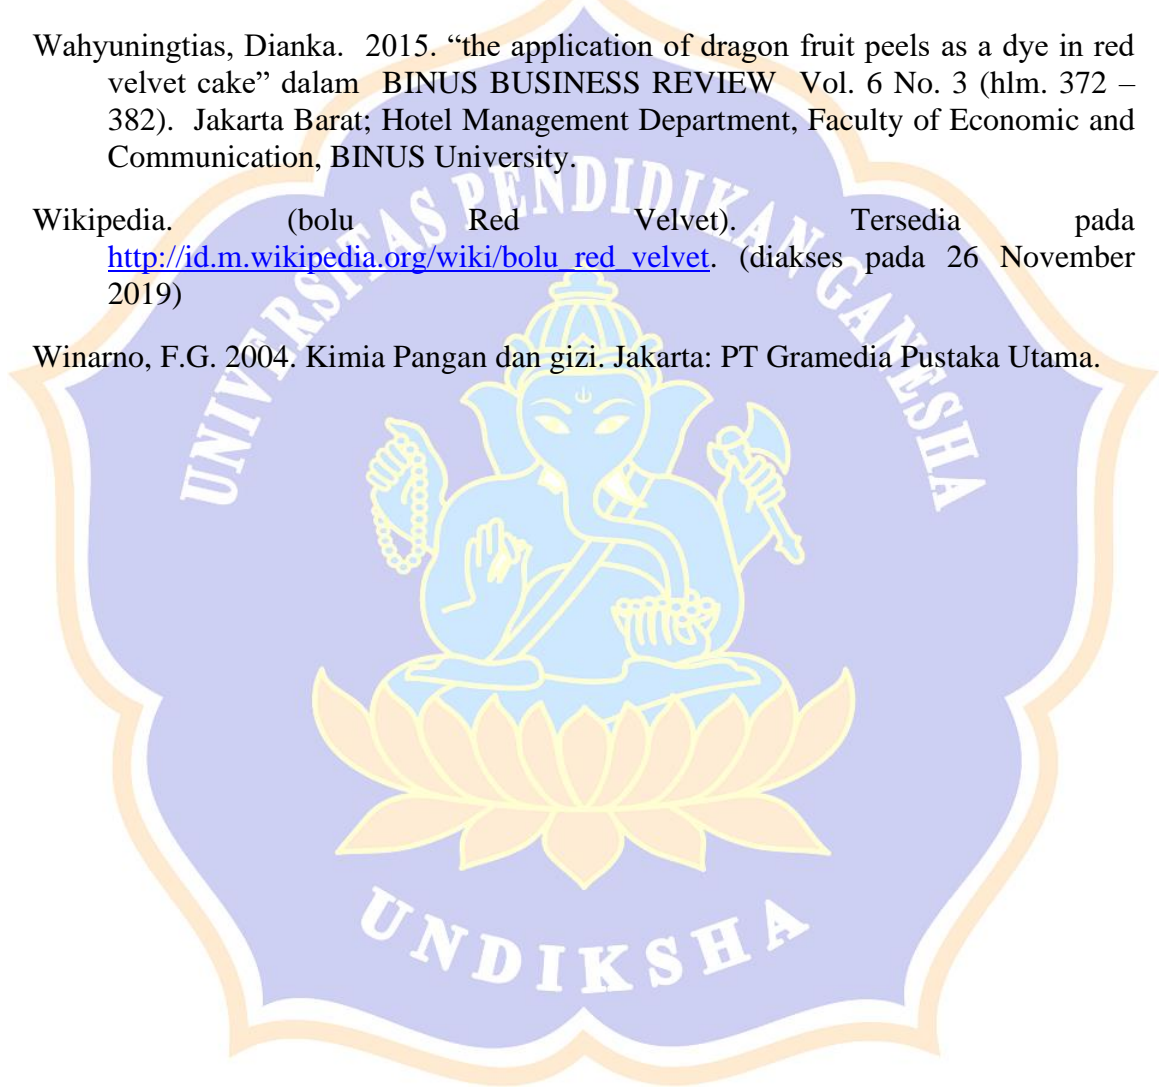 Wahyuningtias, Dianka. 2015. “the application of dragon fruit peels as a dye in red
velvet cake” dalam BINUS BUSINESS REVIEW Vol. 6 No. 3 (hlm. 372 –
382). Jakarta Barat; Hotel Management Department, Faculty of Economic and
Communication, BINUS University.
Wikipedia. (bolu Red Velvet). Tersedia pada
http://id.m.wikipedia.org/wiki/bolu_red_velvet. (diakses pada 26 November
2019)
Winarno, F.G. 2004. Kimia Pangan dan gizi. Jakarta: PT Gramedia Pustaka Utama.
UNIVERSITAS PENDIDIKAN GANESHA
UNDIKSHA